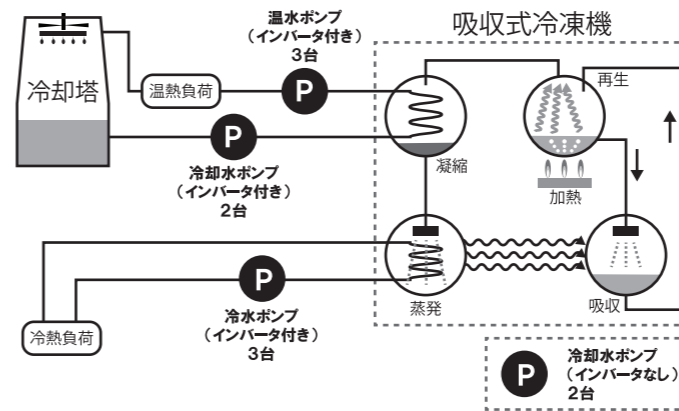 温水ポンプ
(インバータ付き)
3台
吸収式冷凍機
冷却塔
温熱負荷
P
再生
P
凝縮
加熱
冷却水ポンプ
(インバータ付き)
2台
P
蒸発
吸収
冷熱負荷
冷水ポンプ
(インバータ付き)
3台
P
冷却水ポンプ
(インバータなし)
2台